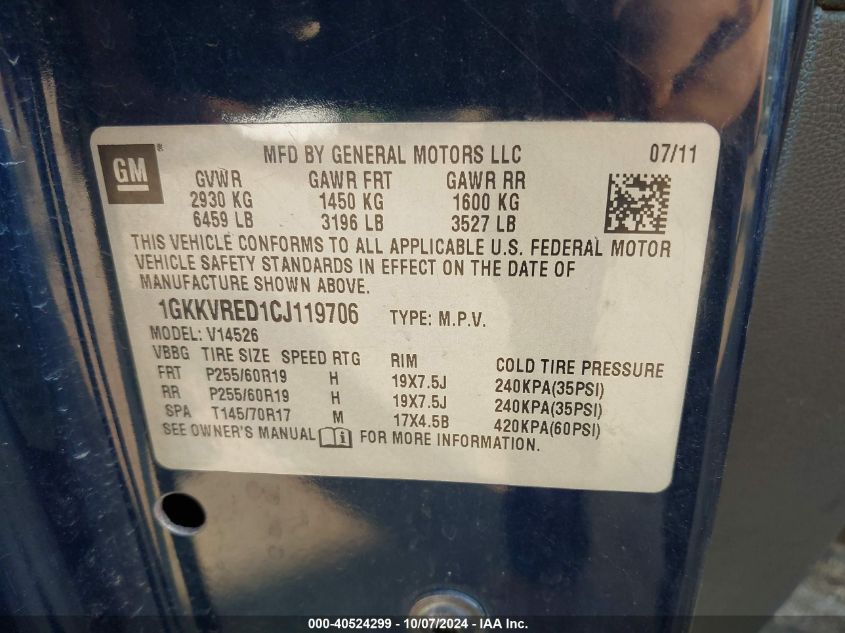 GM ® MFD BY GENERAL MOTORS LLC 07/11
GVWR GAWR FRT GAWR RR
2930 KG 1450 KG 1600 KG
6459 LB 3196 LB 3527 LB
THIS VEHICLE CONFORMS TO ALL APPLICABLE U.S. FEDERAL MOTOR
VEHICLE SAFETY STANDARDS IN EFFECT ON THE DATE OF
MANUFACTURE SHOWN ABOVE.
1GKKVRED1CJ119706 TYPE: M.P.V.
MODEL: V14526
VBBG TIRE SIZE SPEED RTG RIM COLD TIRE PRESSURE
FRT P255/60R19 H 19X7.5J 240KPA(35PSI)
RR P255/60R19 H 19X7.5J 240KPA(35PSI)
SPA T145/70R17 M 17X4.5B 420KPA(60PSI)
SEE OWNER'S MANUAL FOR MORE INFORMATION.
000-40524299 - 10/07/2024 - IAA Inc.